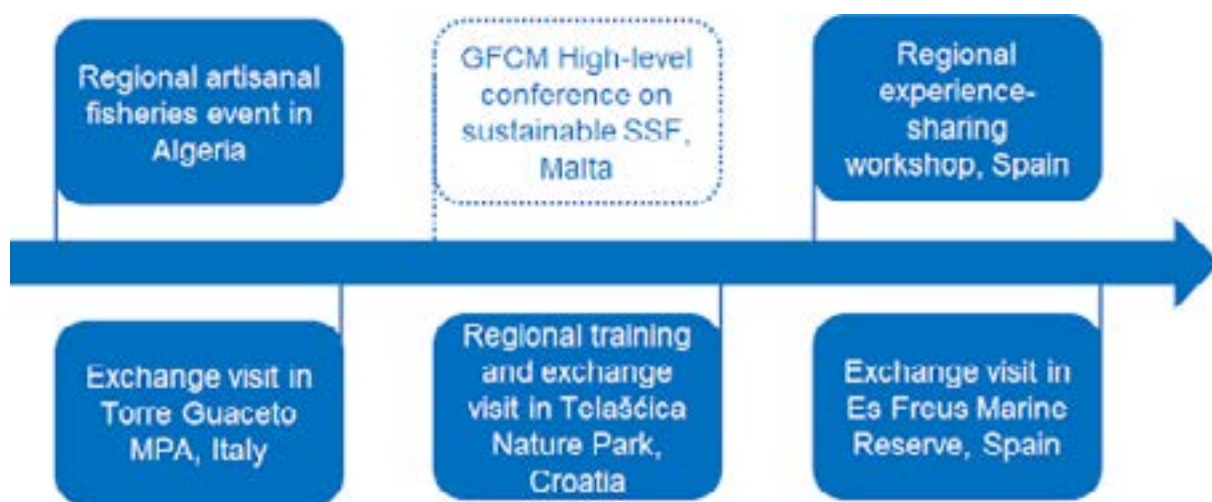 Regional artisanal
fisheries event in
Algeria
GFCM High-level
conference on
sustainable SSF,
Malta
Regional
experience-
sharing
workshop, Spain
Exchange visit in
Torre Guaceto
MPA, Italy
Regional training
and exchange
visit in Telašćica
Nature Park,
Croatia
Exchange visit in
Es Freus Marine
Reserve, Spain